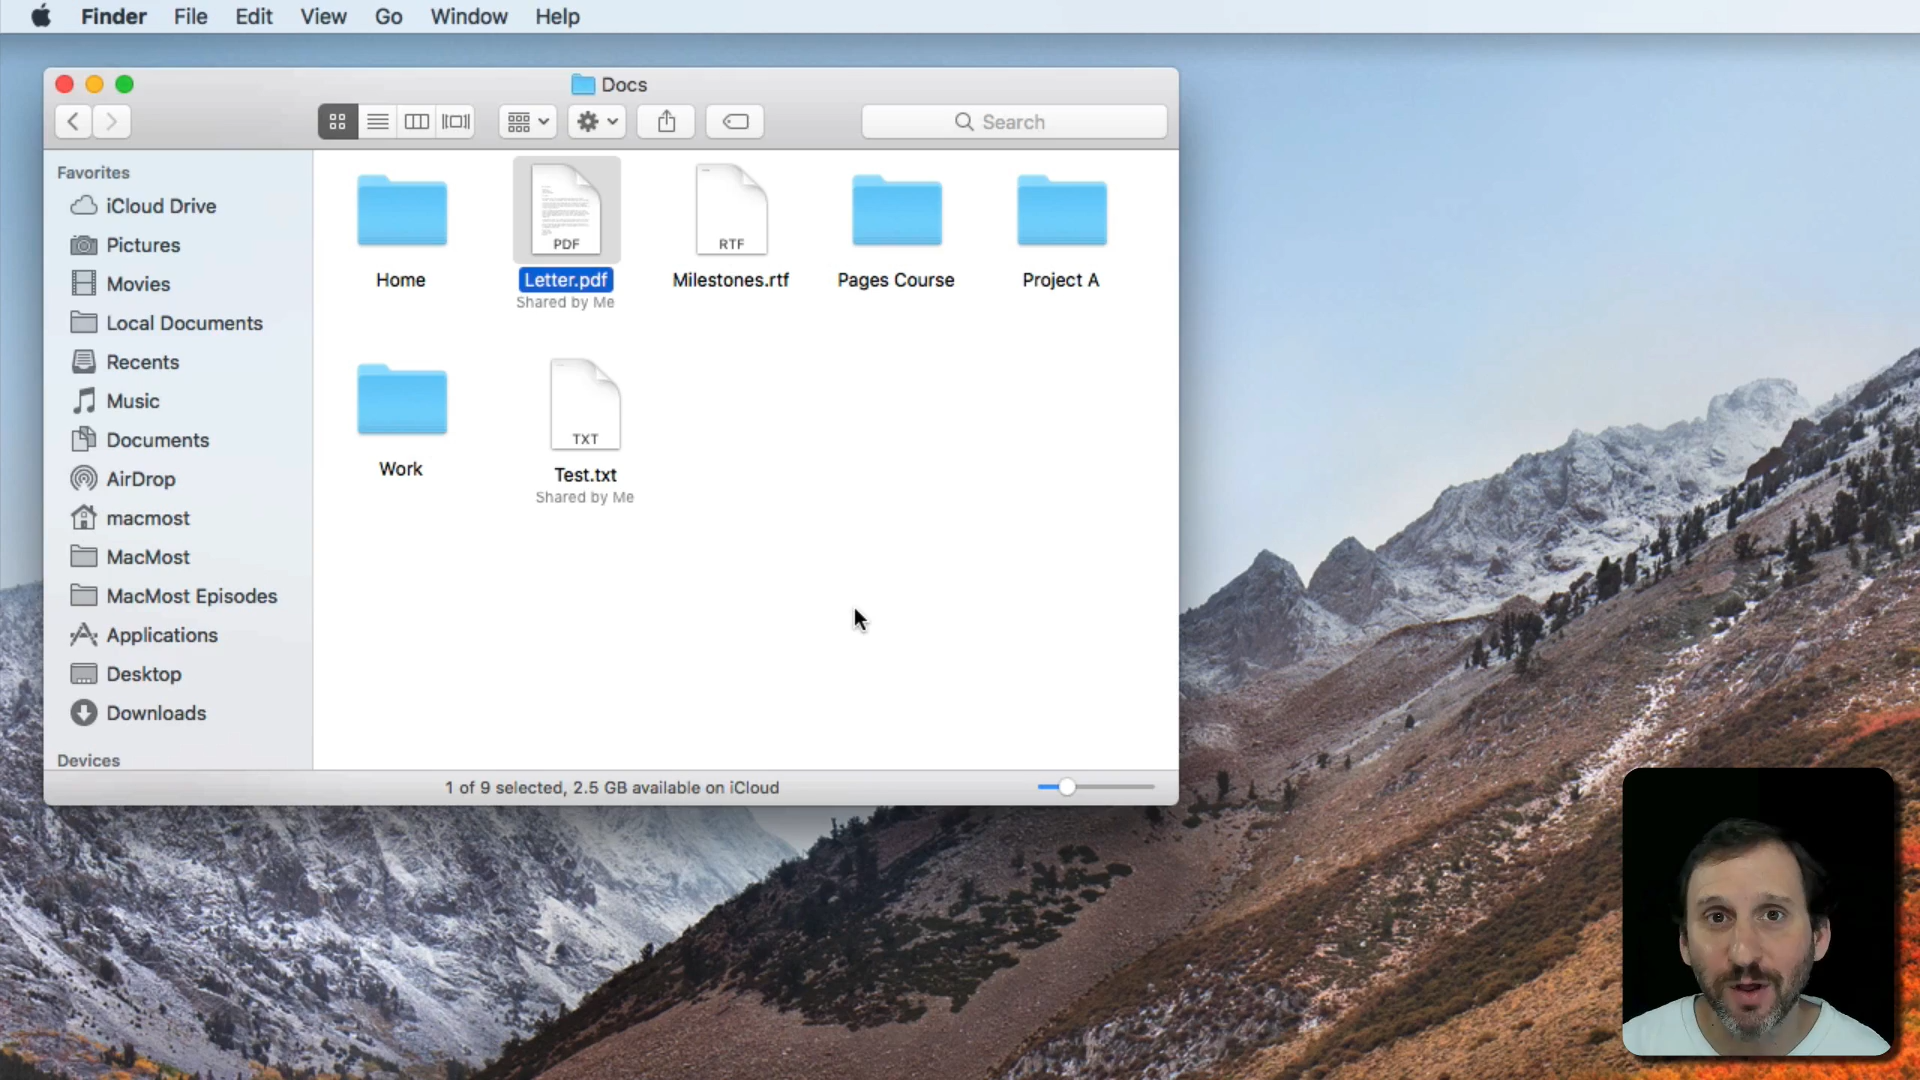 Finder File Edit View Go Window Help
Docs
Search
Favorites
iCloud Drive
Pictures
Movies
Local Documents
Recents
Music
Documents
AirDrop
macmost
MacMost
MacMost Episodes
Applications
Desktop
Downloads
Devices
PDF
RTF
Home
Letter.pdf
Shared by Me
Milestones.rtf
Pages Course
Project A
TXT
Work
Test.txt
Shared by Me
1 of 9 selected, 2.5 GB available on iCloud